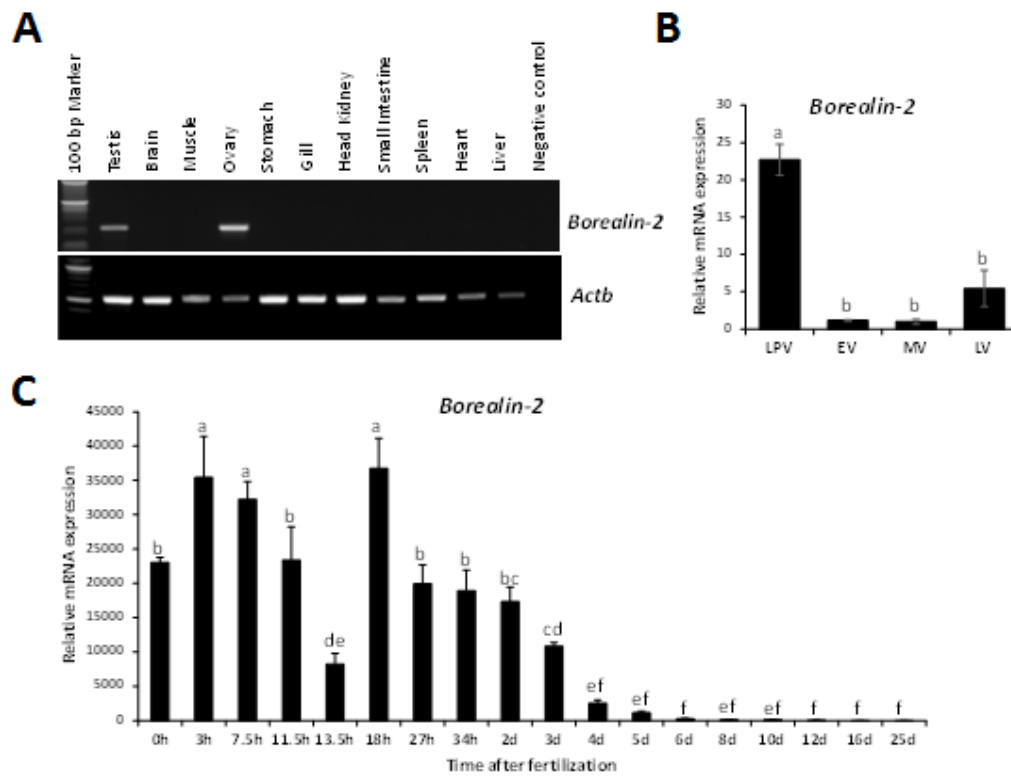 A
100 bp Marker
Testis
Brain
Muscle
Ovary
Stomach
Gill
Head Kidney
Small Intestine
Spleen
Heart
Liver
Negative control
Borealin-2
Actb
B
Borealin-2
Relative mRNA expression
30
25
20
15
10
5
0
a
b
b
b
LPV EV MV LV
C
Borealin-2
Relative mRNA expression
45000
40000
35000
30000
25000
20000
15000
10000
5000
0
b a a b de a b b bc cd ef ef f ef ef f f f
0h 3h 7.5h 11.5h 13.5h 18h 27h 34h 2d 3d 4d 5d 6d 8d 10d 12d 16d 25d
Time after fertilization